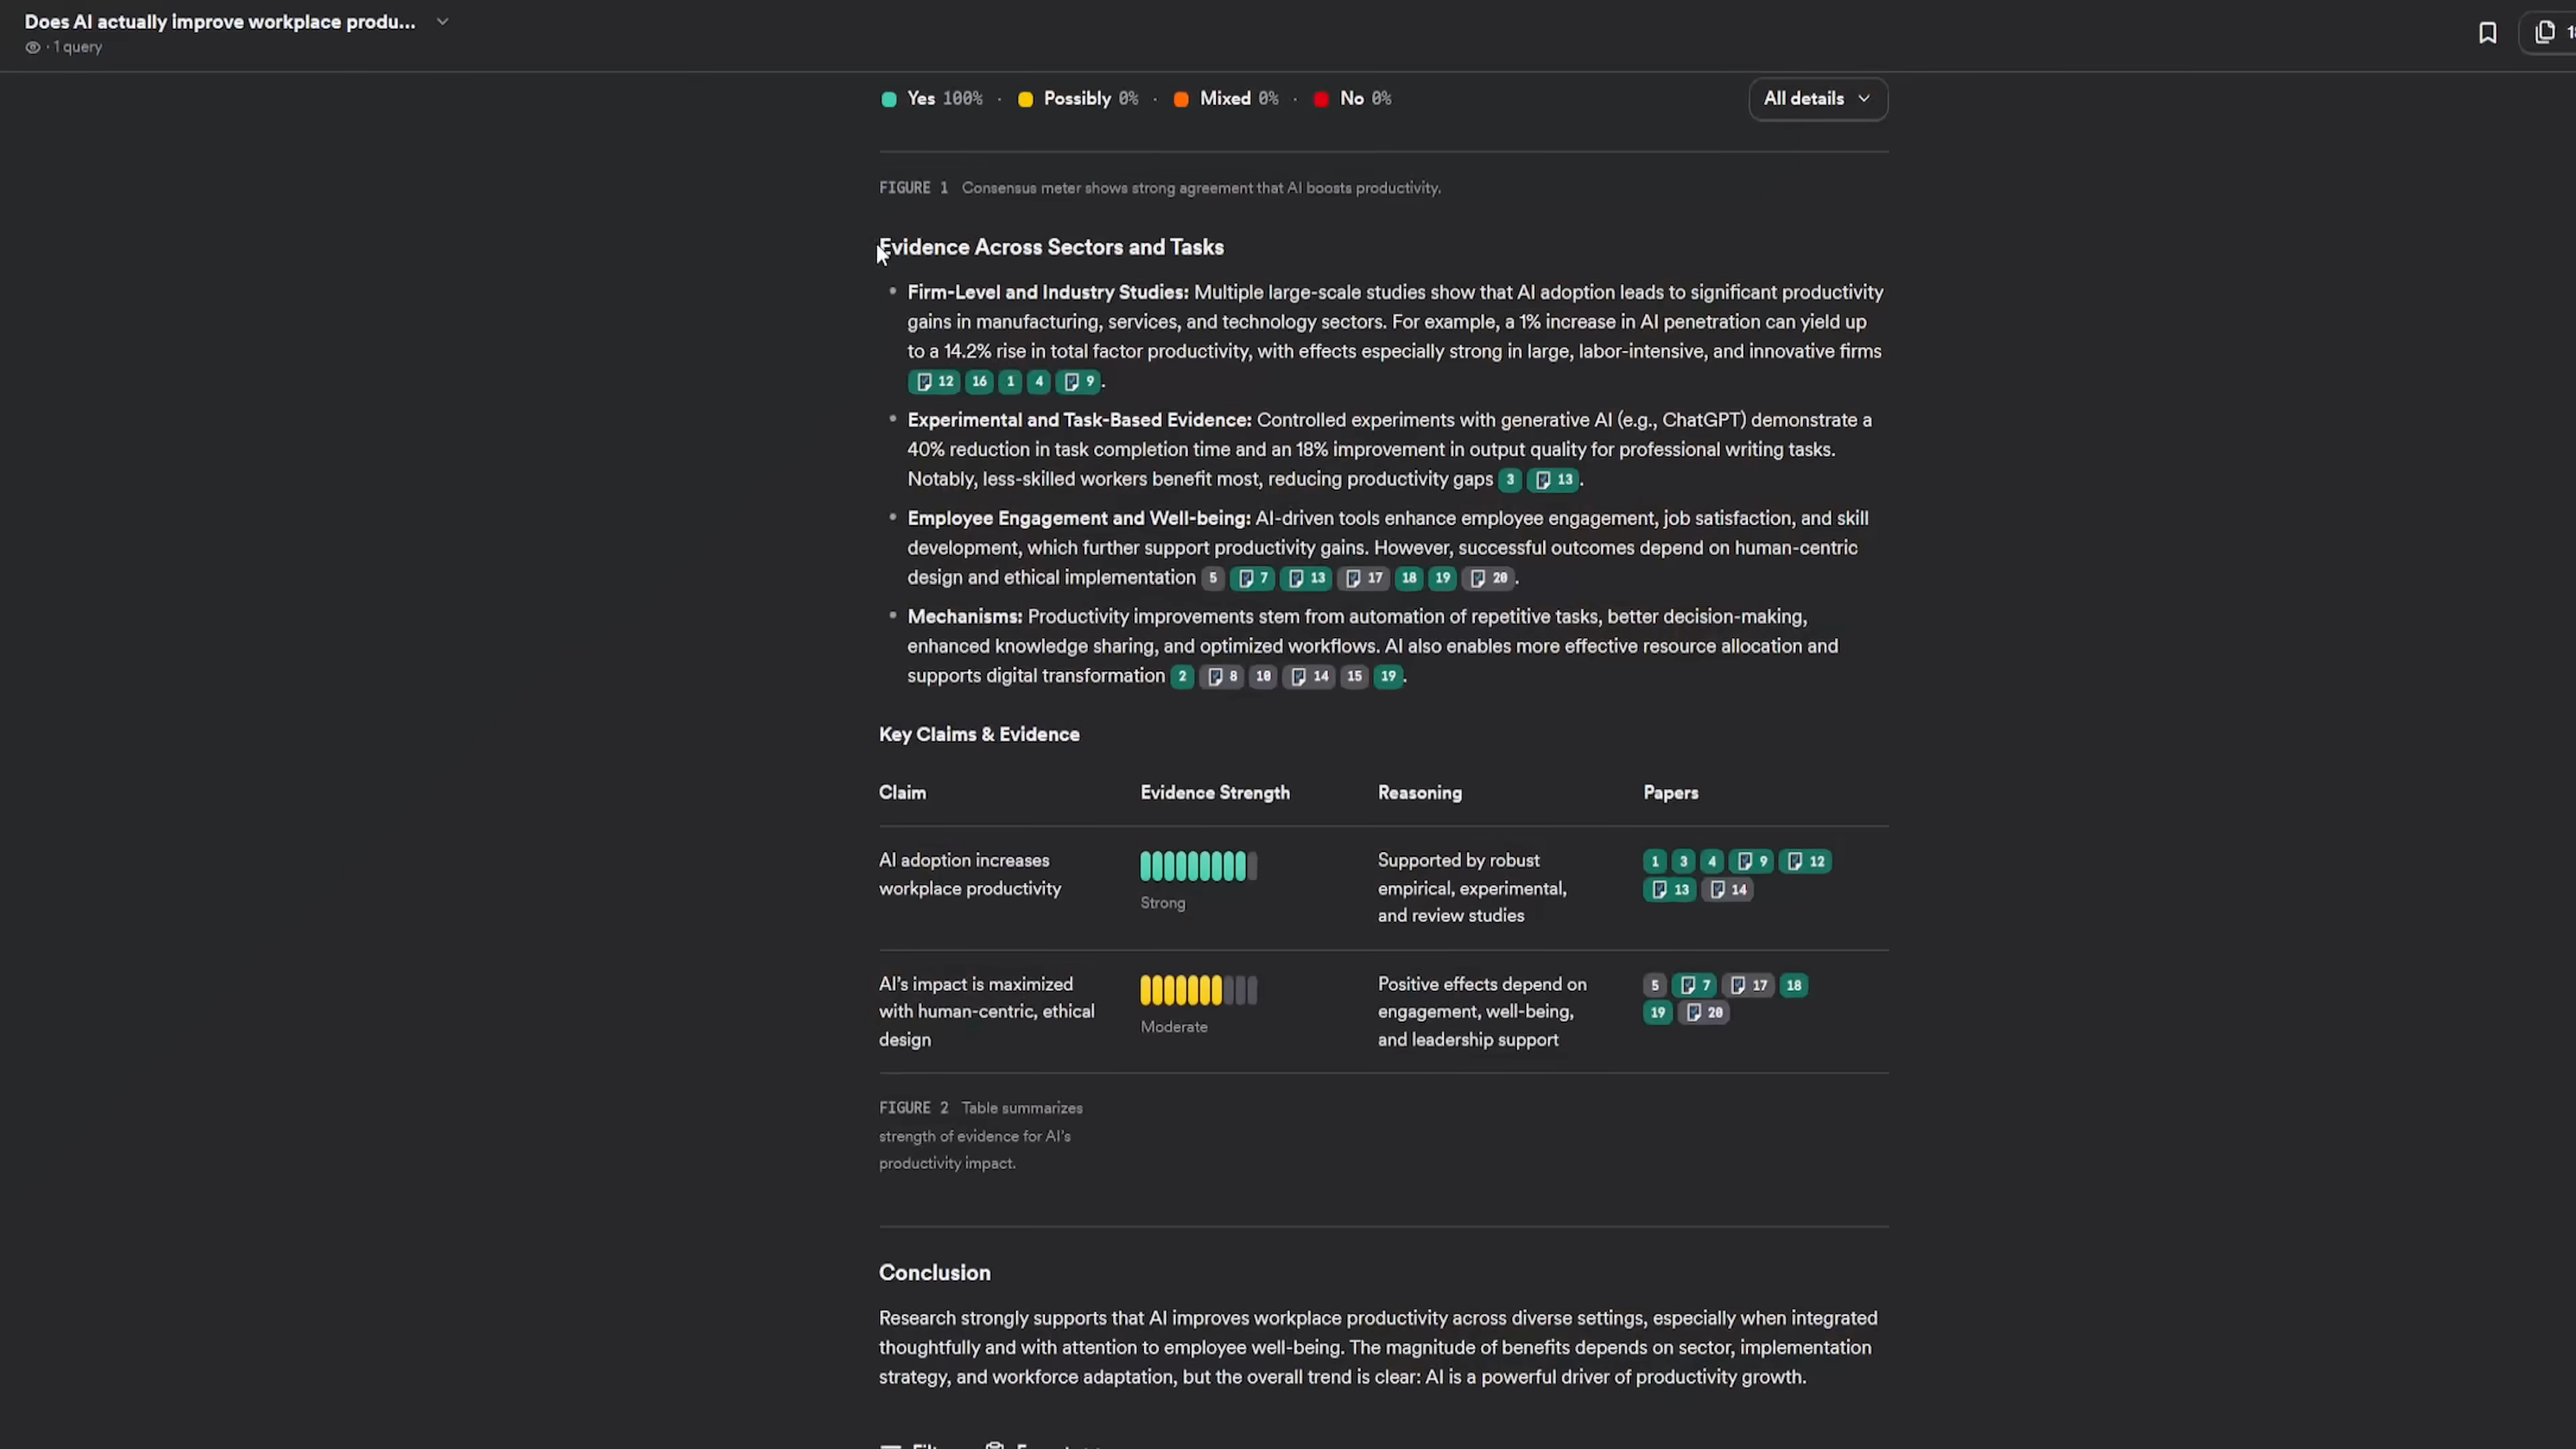 Does AI actually improve workplace produ...
· 1 query
Yes 100% · Possibly 0% · Mixed 0% · No 0%
All details
FIGURE 1 Consensus meter shows strong agreement that AI boosts productivity.
Evidence Across Sectors and Tasks
• Firm-Level and Industry Studies: Multiple large-scale studies show that AI adoption leads to significant productivity
gains in manufacturing, services, and technology sectors. For example, a 1% increase in AI penetration can yield up
to a 14.2% rise in total factor productivity, with effects especially strong in large, labor-intensive, and innovative firms
12 16 1 4 9.
• Experimental and Task-Based Evidence: Controlled experiments with generative AI (e.g., ChatGPT) demonstrate a
40% reduction in task completion time and an 18% improvement in output quality for professional writing tasks.
Notably, less-skilled workers benefit most, reducing productivity gaps 3 13.
• Employee Engagement and Well-being: AI-driven tools enhance employee engagement, job satisfaction, and skill
development, which further support productivity gains. However, successful outcomes depend on human-centric
design and ethical implementation 5 7 13 17 18 19 20.
• Mechanisms: Productivity improvements stem from automation of repetitive tasks, better decision-making,
enhanced knowledge sharing, and optimized workflows. AI also enables more effective resource allocation and
supports digital transformation 2 8 10 14 15 19.
Key Claims & Evidence
Claim Evidence Strength Reasoning Papers
AI adoption increases
workplace productivity
Strong
Supported by robust
empirical, experimental,
and review studies
1 3 4 9 12
13 14
AI's impact is maximized
with human-centric, ethical
design
Moderate
Positive effects depend on
engagement, well-being,
and leadership support
5 7 17 18
19 20
FIGURE 2 Table summarizes
strength of evidence for AI's
productivity impact.
Conclusion
Research strongly supports that AI improves workplace productivity across diverse settings, especially when integrated
thoughtfully and with attention to employee well-being. The magnitude of benefits depends on sector, implementation
strategy, and workforce adaptation, but the overall trend is clear: AI is a powerful driver of productivity growth.